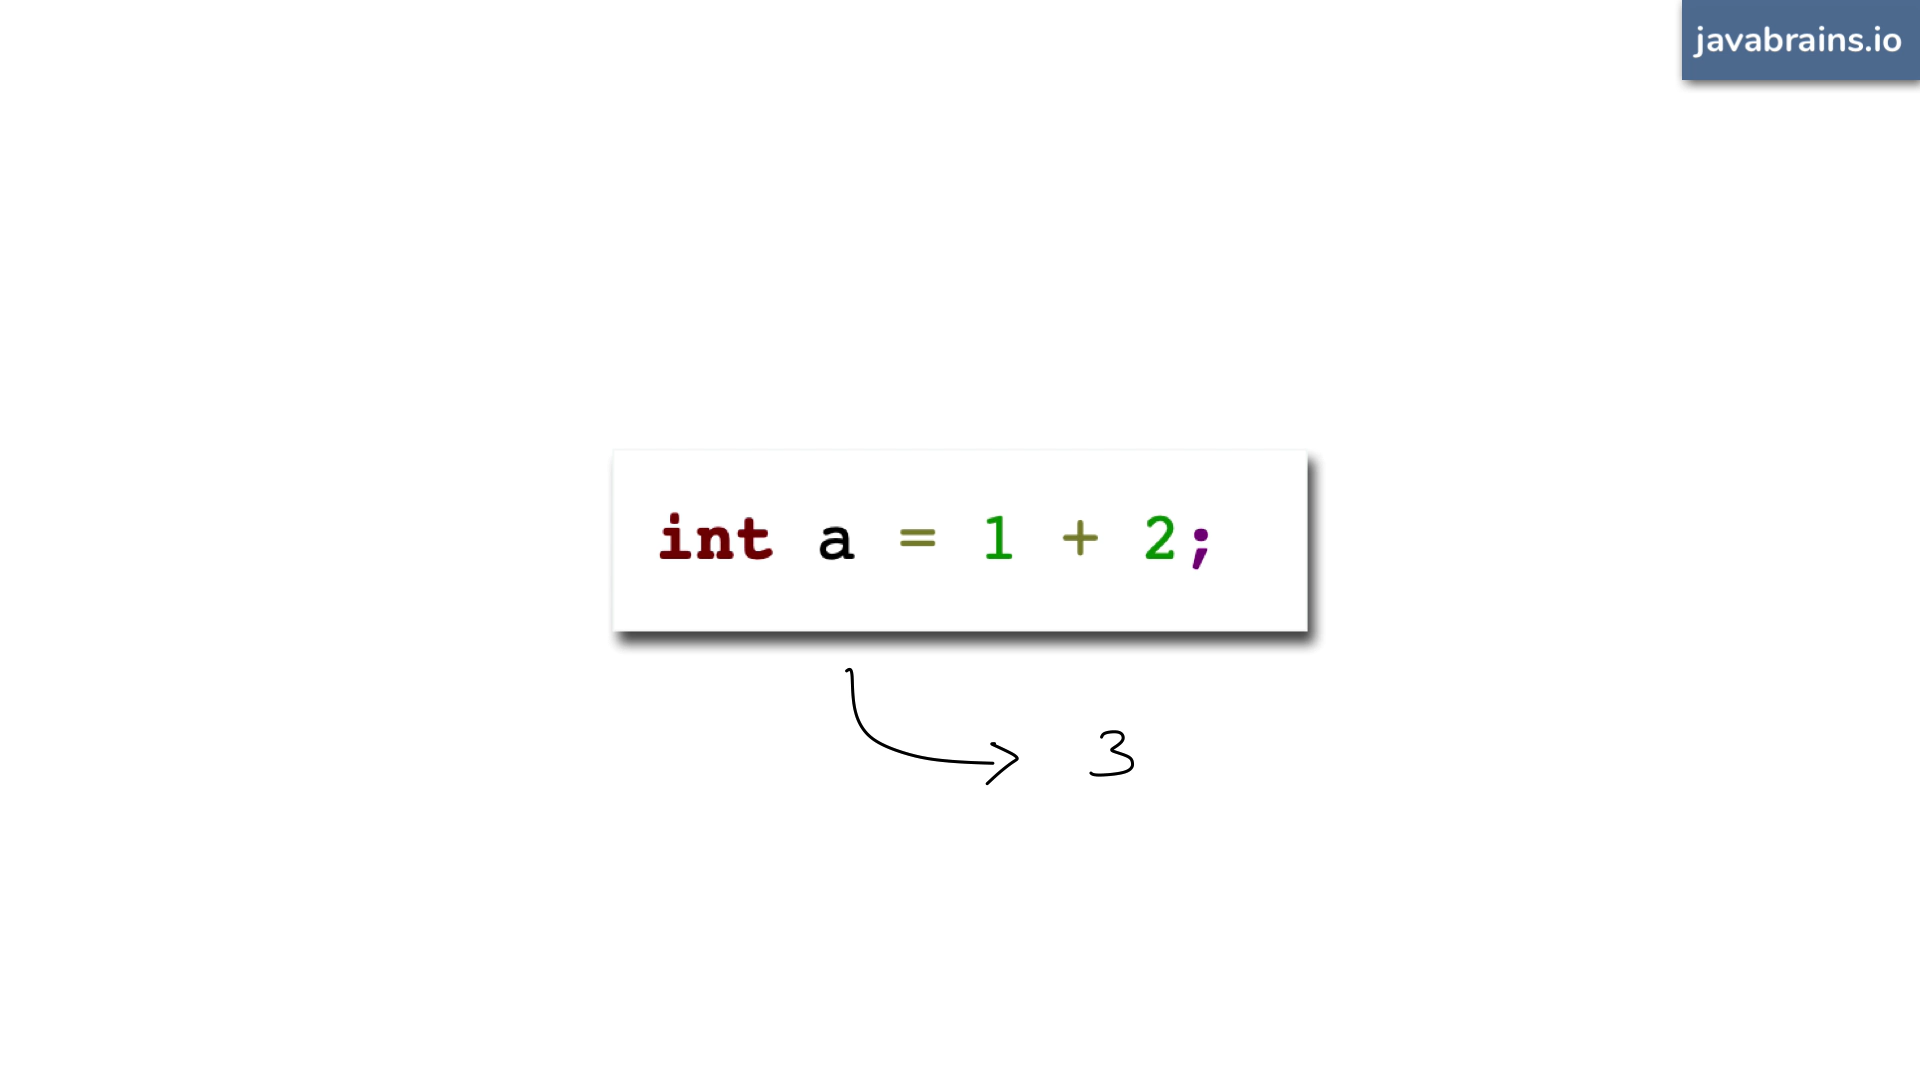 javabrains.io
int a = 1 + 2;
3